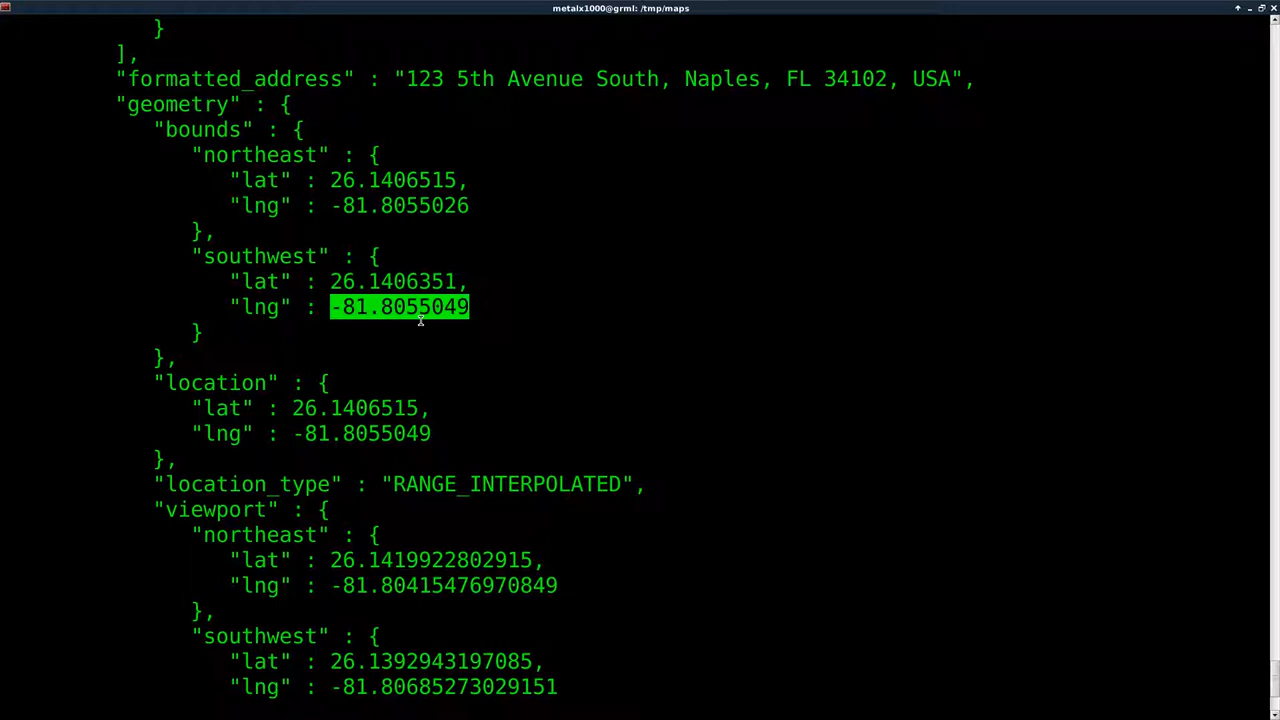 metalx1000@grml: /tmp/maps
}
],
"formatted_address" : "123 5th Avenue South, Naples, FL 34102, USA",
"geometry" : {
"bounds" : {
"northeast" : {
"lat" : 26.1406515,
"lng" : -81.8055026
},
"southwest" : {
"lat" : 26.1406351,
"lng" : -81.8055049
}
},
"location" : {
"lat" : 26.1406515,
"lng" : -81.8055049
},
"location_type" : "RANGE_INTERPOLATED",
"viewport" : {
"northeast" : {
"lat" : 26.1419922802915,
"lng" : -81.80415476970849
},
"southwest" : {
"lat" : 26.1392943197085,
"lng" : -81.80685273029151